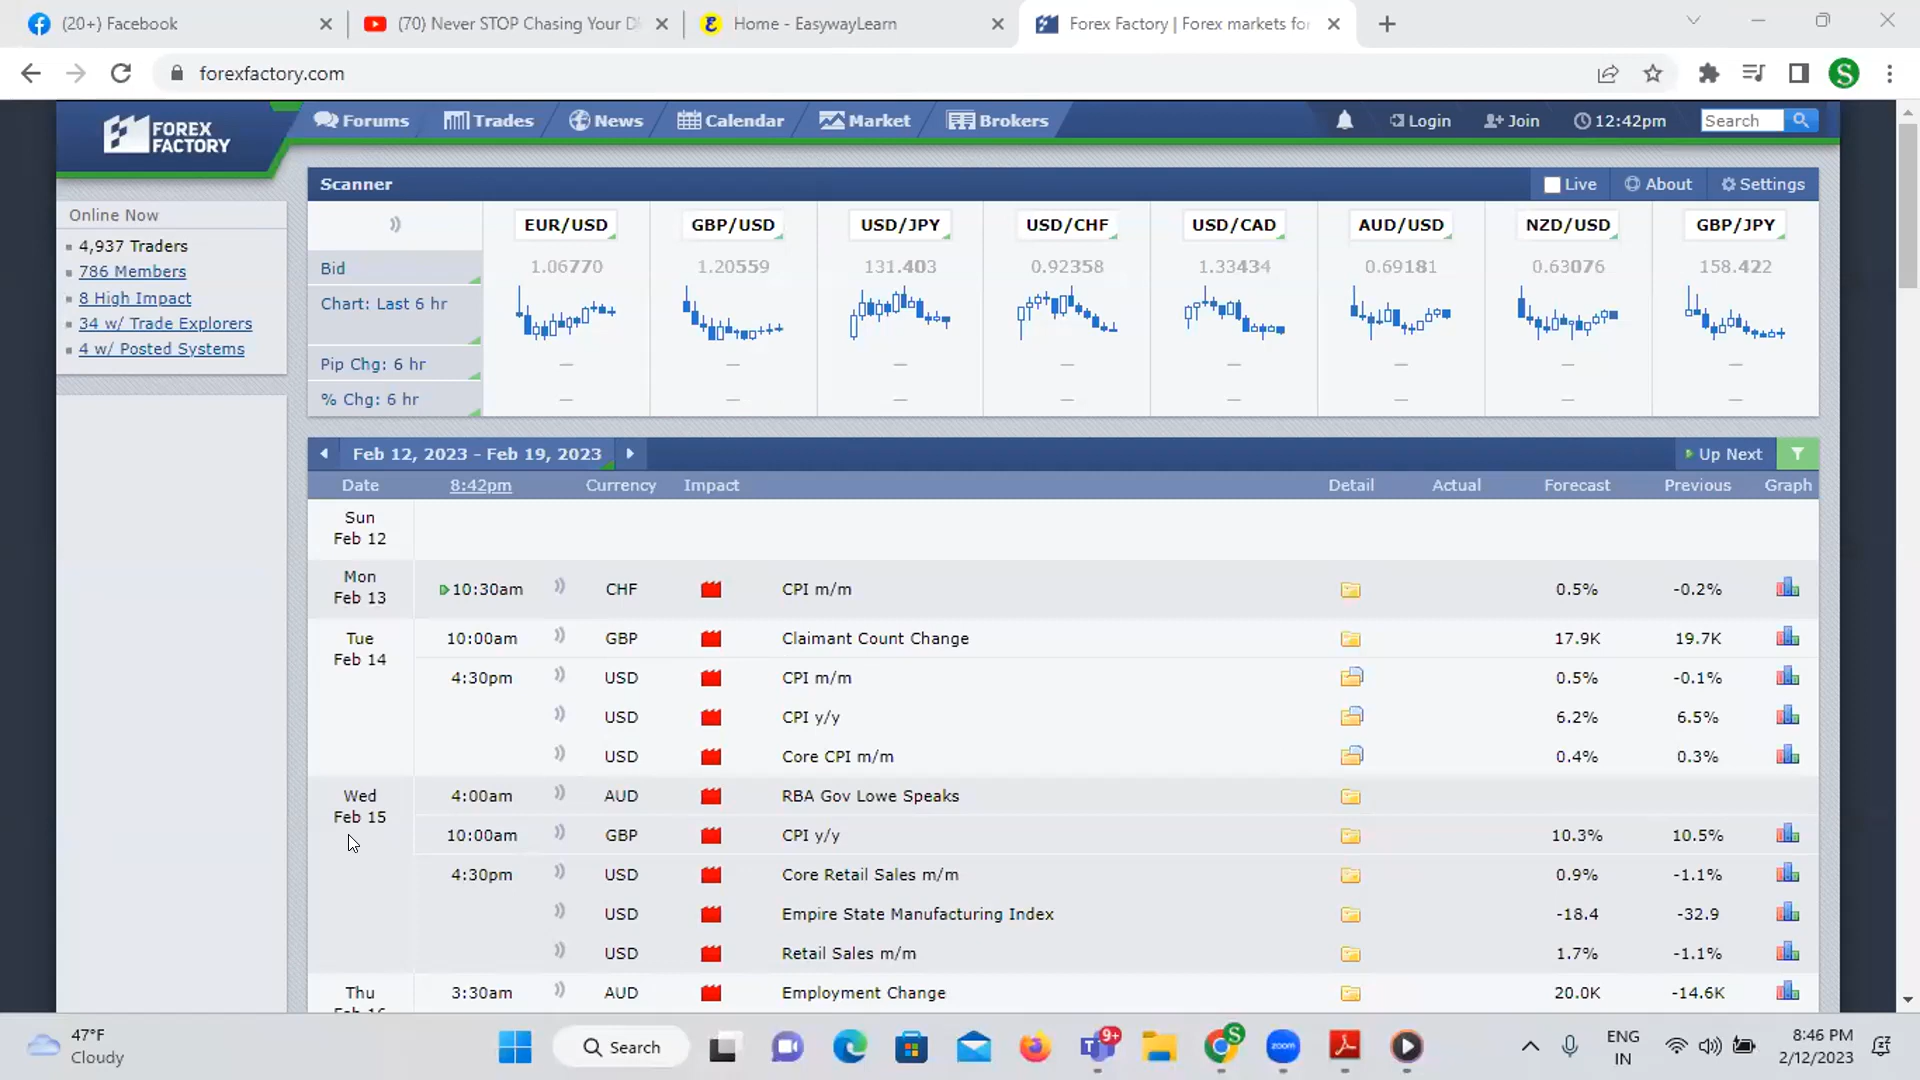 (20+) Facebook
(70) Never STOP Chasing Your D
Home - EasywayLearn
Forex Factory | Forex markets for
forexfactory.com
S
FOREX
FACTORY
Forums
Trades
News
Calendar
Market
Brokers
Login
Join
12:42pm
Search
Online Now
4,937 Traders
786 Members
8 High Impact
34 w/ Trade Explorers
4 w/ Posted Systems
Scanner
Live
About
Settings
EUR/USD GBP/USD USD/JPY USD/CHF USD/CAD AUD/USD NZD/USD GBP/JPY
Bid 1.06770 1.20559 131.403 0.92358 1.33434 0.69181 0.63076 158.422
Chart: Last 6 hr
Pip Chg: 6 hr — — — — — — — —
% Chg: 6 hr — — — — — — — —
Feb 12, 2023 - Feb 19, 2023
Up Next
Date 8:42pm Currency Impact Detail Actual Forecast Previous Graph
Sun
Feb 12
Mon
Feb 13
10:30am CHF CPI m/m 0.5% -0.2%
Tue
Feb 14
10:00am GBP Claimant Count Change 17.9K 19.7K
4:30pm USD CPI m/m 0.5% -0.1%
USD CPI y/y 6.2% 6.5%
USD Core CPI m/m 0.4% 0.3%
Wed
Feb 15
4:00am AUD RBA Gov Lowe Speaks
10:00am GBP CPI y/y 10.3% 10.5%
4:30pm USD Core Retail Sales m/m 0.9% -1.1%
USD Empire State Manufacturing Index -18.4 -32.9
USD Retail Sales m/m 1.7% -1.1%
Thu
3:30am AUD Employment Change 20.0K -14.6K
47°F
Cloudy
Search
9+
S
zoom
ENG
IN
8:46 PM
2/12/2023